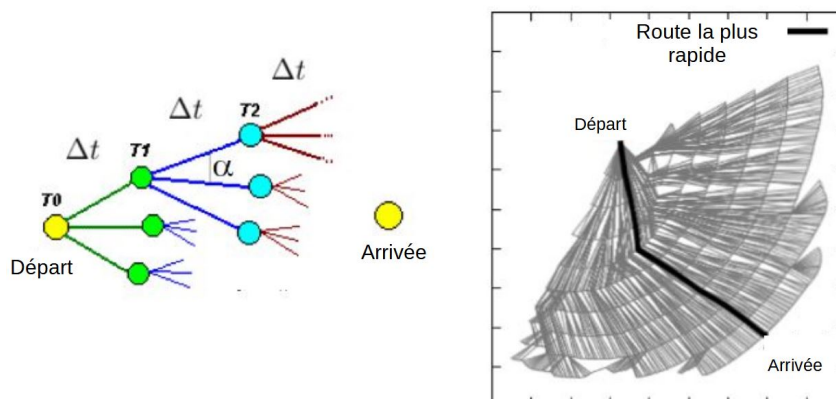 Δt
Δt
T2
Δt
T1
α
T0
Départ
Arrivée
Route la plus
rapide
Départ
Arrivée